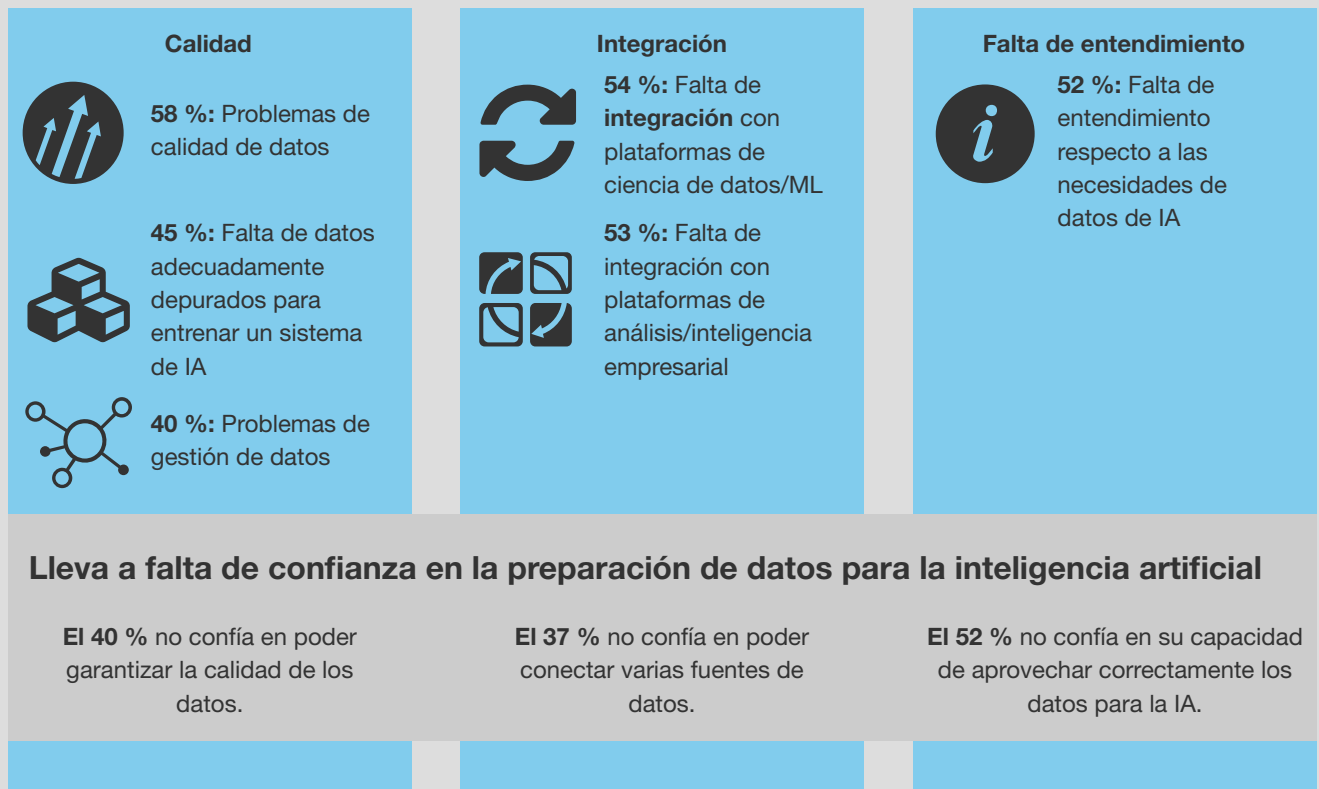 Calidad
58 %: Problemas de
calidad de datos
45 %: Falta de datos
adecuadamente
depurados para
entrenar un sistema
de IA
40 %: Problemas de
gestión de datos
Integración
54 %: Falta de
integración con
plataformas de
ciencia de datos/ML
53 %: Falta de
integración con
plataformas de
análisis/inteligencia
empresarial
Falta de entendimiento
52 %: Falta de
entendimiento
respecto a las
necesidades de
datos de IA
Lleva a falta de confianza en la preparación de datos para la inteligencia artificial
El 40 % no confía en poder
garantizar la calidad de los
datos.
El 37 % no confía en poder
conectar varias fuentes de
datos.
El 52 % no confía en su capacidad
de aprovechar correctamente los
datos para la IA.